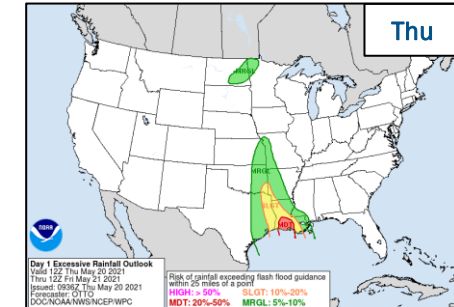 Thu
MRGL
MRGL
SLGT
MDT
NOAA
Day 1 Excessive Rainfall Outlook
Valid 12Z Thu May 20 2021
Thru 12Z Fri May 21 2021
Issued: 0936Z Thu May 20 2021
Forecaster: OTTO
DOC/NOAA/NWS/NCEP/WPC
Risk of rainfall exceeding flash flood guidance
within 25 miles of a point
HIGH: > 50% SLGT: 10%-20%
MDT: 20%-50% MRGL: 5%-10%